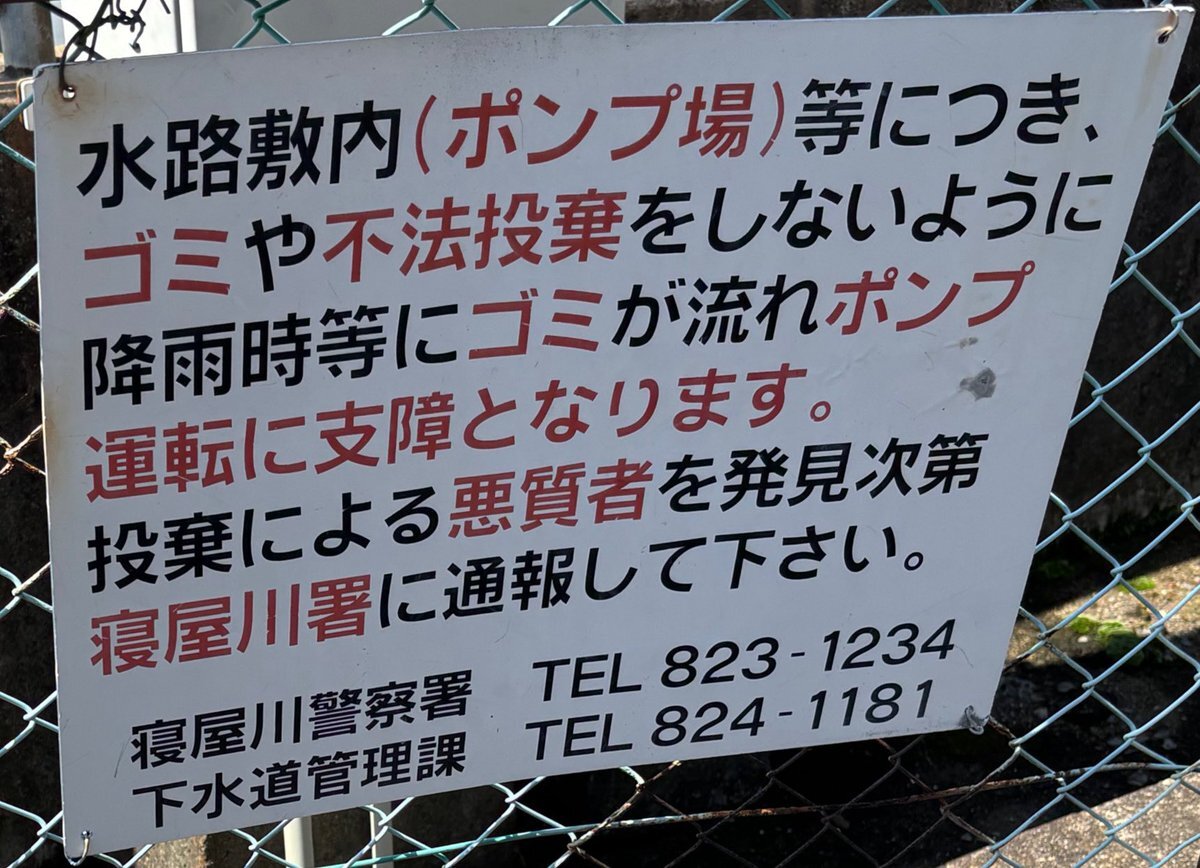 水路敷内(ポンプ場)等につき、
ゴミや不法投棄をしないように
降雨時等にゴミが流れポンプ
運転に支障となります。
投棄による悪質者を発見次第
寝屋川署に通報して下さい。
寝屋川警察署 TEL 823-1234
下水道管理課 TEL 824-1181